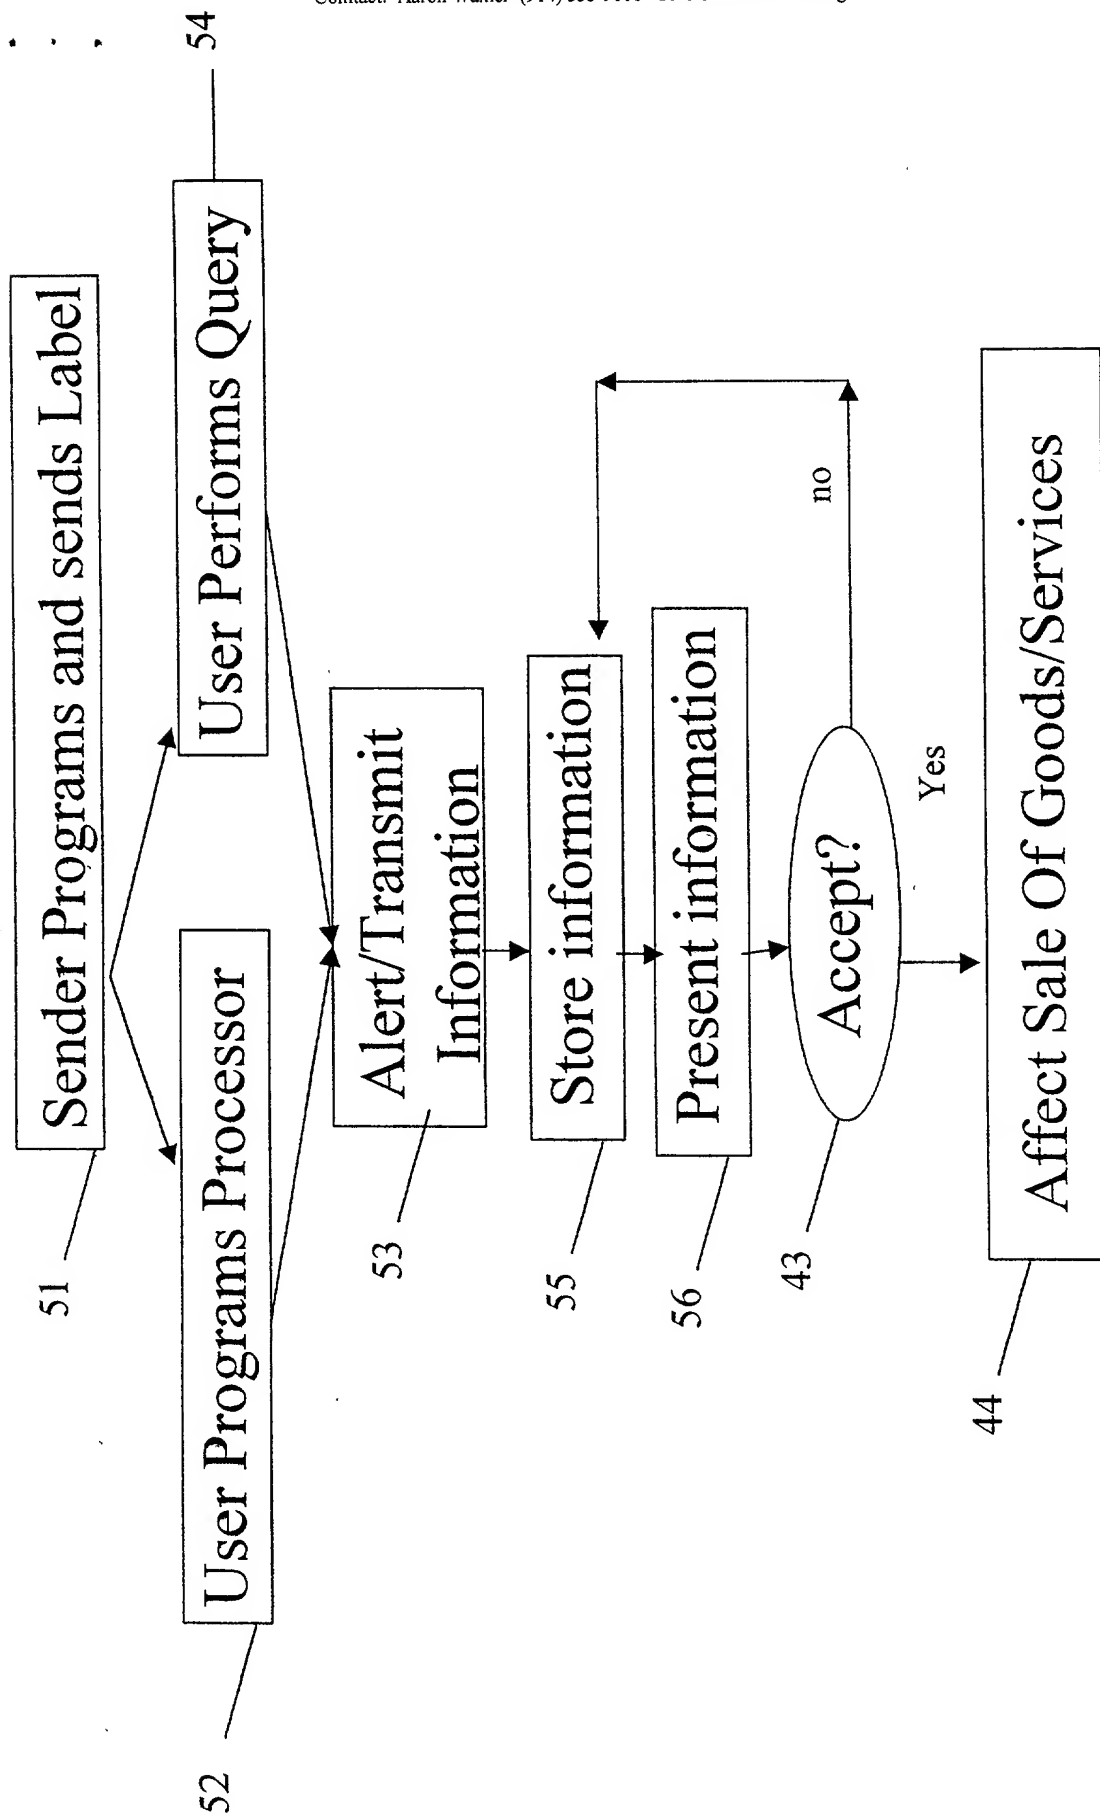 51
Sender Programs and sends Label
52
User Programs Processor
User Performs Query
54
53
Alert/Transmit
Information
55
Store information
56
Present information
43
Accept?
no
Yes
44
Affect Sale Of Goods/Services